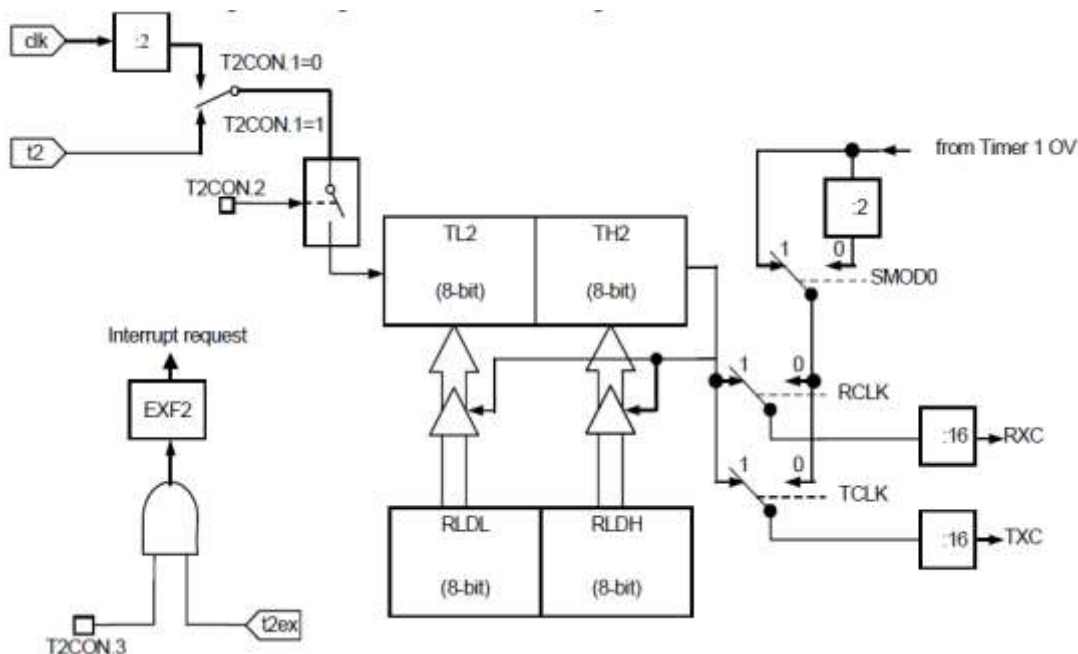 clk
:2
T2CON.1=0
T2CON.1=1
t2
from Timer 1 OV
T2CON.2
:2
TL2
TH2
1
0
(8-bit)
(8-bit)
SMOD0
Interrupt request
1
0
EXF2
RCLK
:16
RXC
1
0
TCLK
RLDL
RLDH
:16
TXC
(8-bit)
(8-bit)
t2ex
T2CON.3